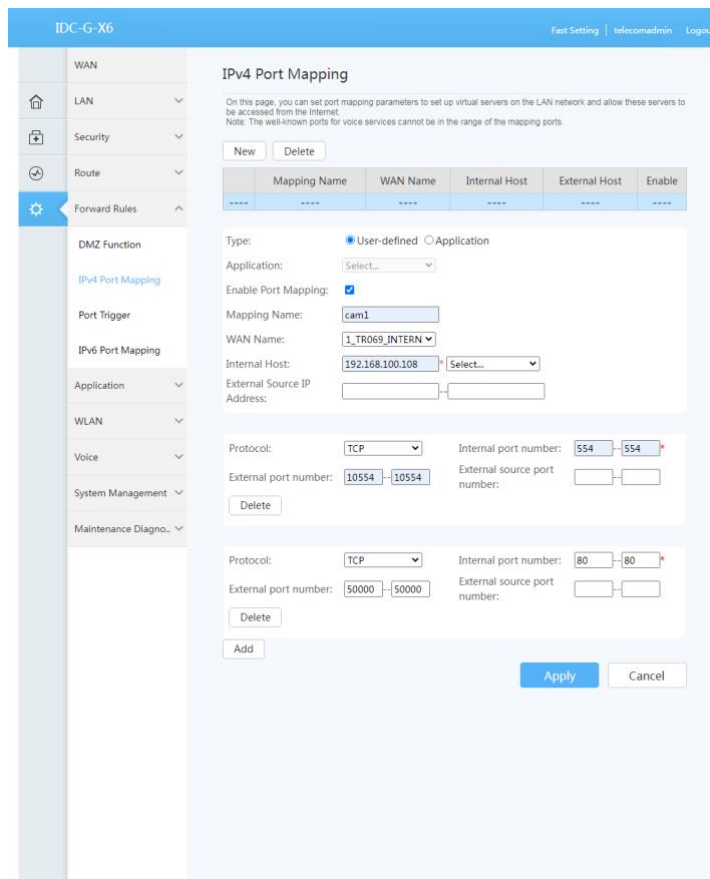 IDC-G-X6
Fast Setting | telecomadmin Logou
WAN
LAN
Security
Route
Forward Rules
DMZ Function
IPv4 Port Mapping
Port Trigger
IPv6 Port Mapping
Application
WLAN
Voice
System Management
Maintenance Diagno..
IPv4 Port Mapping
On this page, you can set port mapping parameters to set up virtual servers on the LAN network and allow these servers to
be accessed from the Internet.
Note: The well-known ports for voice services cannot be in the range of the mapping ports.
New Delete
Mapping Name WAN Name Internal Host External Host Enable
---- ---- ---- ---- ---- ----
Type: User-defined Application
Application: Select...
Enable Port Mapping:
Mapping Name: cam1
WAN Name: 1_TR069_INTERN
Internal Host: 192.168.100.108 * Select...
External Source IP
Address: --
Protocol: TCP Internal port number: 554 -- 554 *
External port number: 10554 -- 10554 External source port
number: --
Delete
Protocol: TCP Internal port number: 80 -- 80 *
External port number: 50000 -- 50000 External source port
number: --
Delete
Add
Apply Cancel